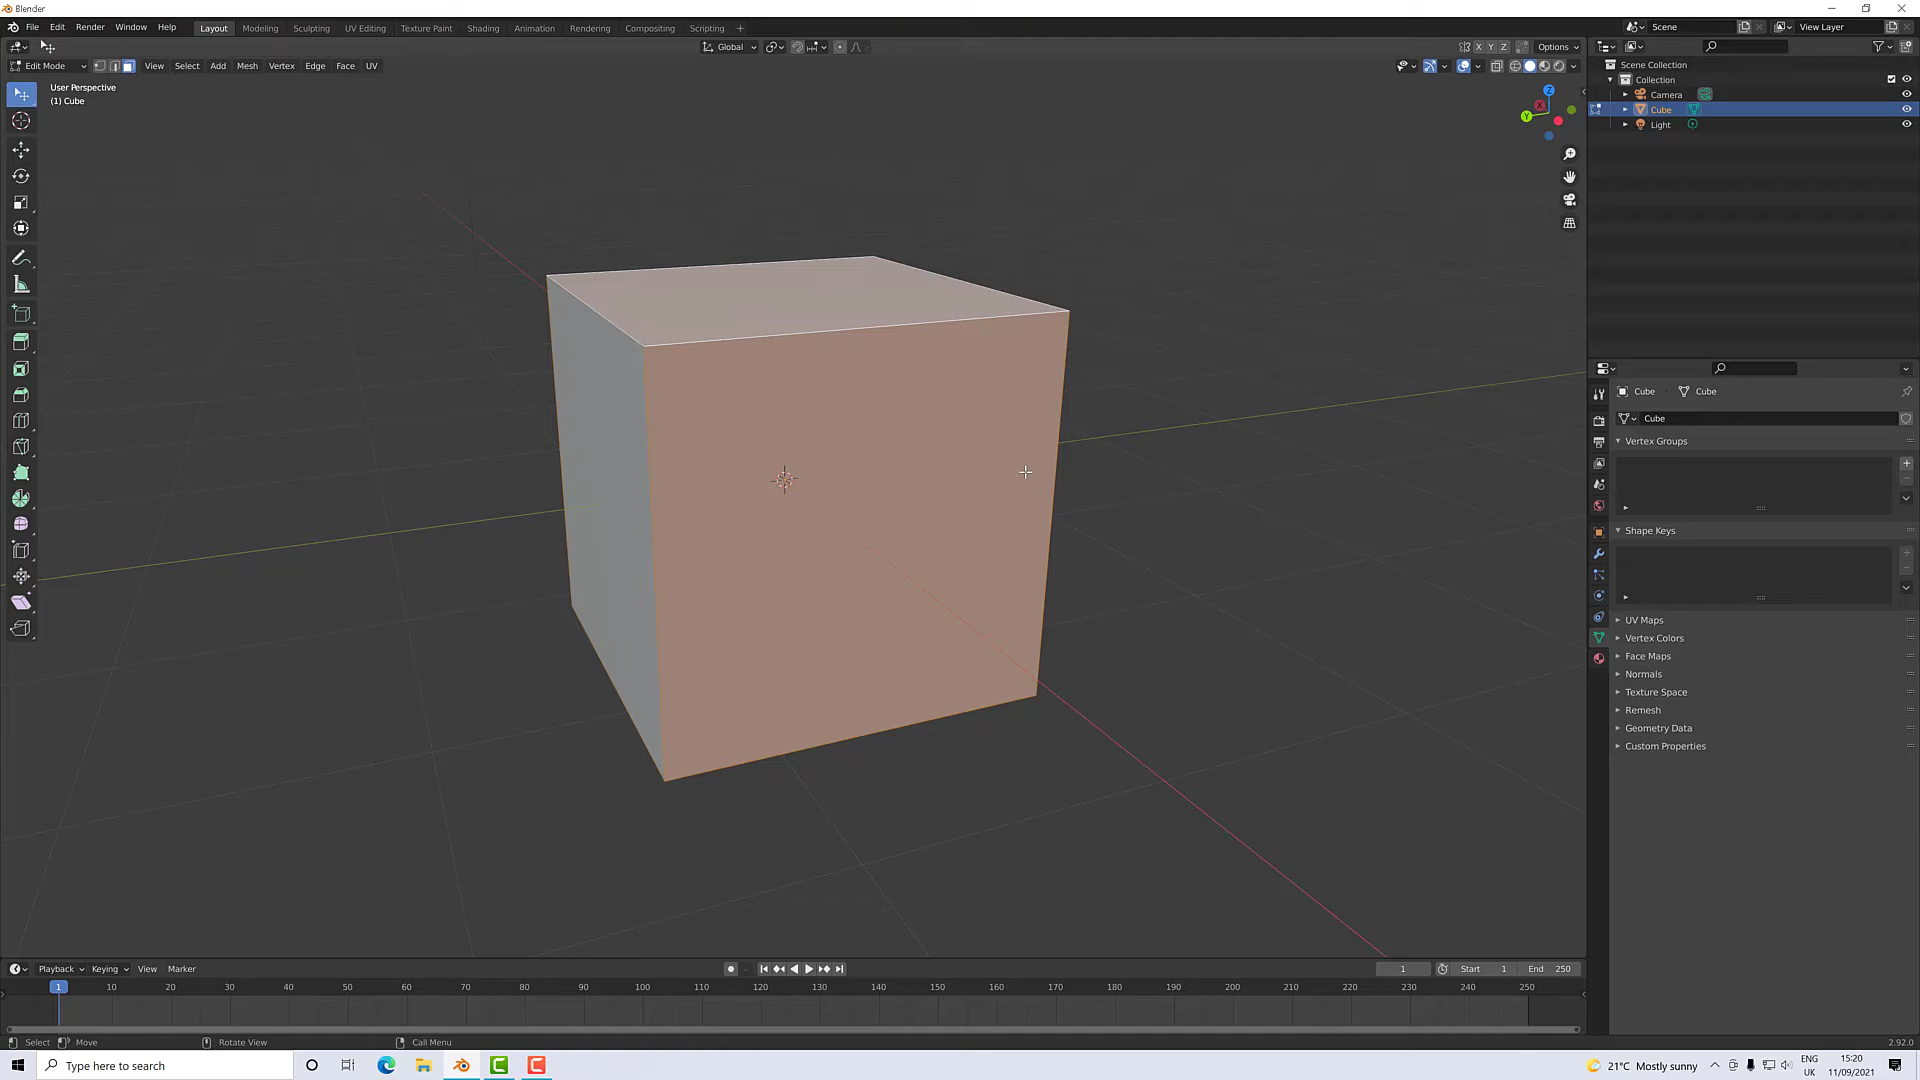 Blender
File Edit Render Window Help
Layout Modeling Sculpting UV Editing Texture Paint Shading Animation Rendering Compositing Scripting +
Scene
View Layer
Global
X Y Z Options
Edit Mode View Select Add Mesh Vertex Edge Face UV
User Perspective
(1) Cube
Z
X
Y
Scene Collection
Collection
Camera
Cube
Light
Cube Cube
Cube
Vertex Groups
Shape Keys
UV Maps
Vertex Colors
Face Maps
Normals
Texture Space
Remesh
Geometry Data
Custom Properties
Playback Keying View Marker
1 Start 1 End 250
1 10 20 30 40 50 60 70 80 90 100 110 120 130 140 150 160 170 180 190 200 210 220 230 240 250
Select Move Rotate View Call Menu 2.92.0
Type here to search
21°C Mostly sunny
ENG
UK
15:20
11/09/2021